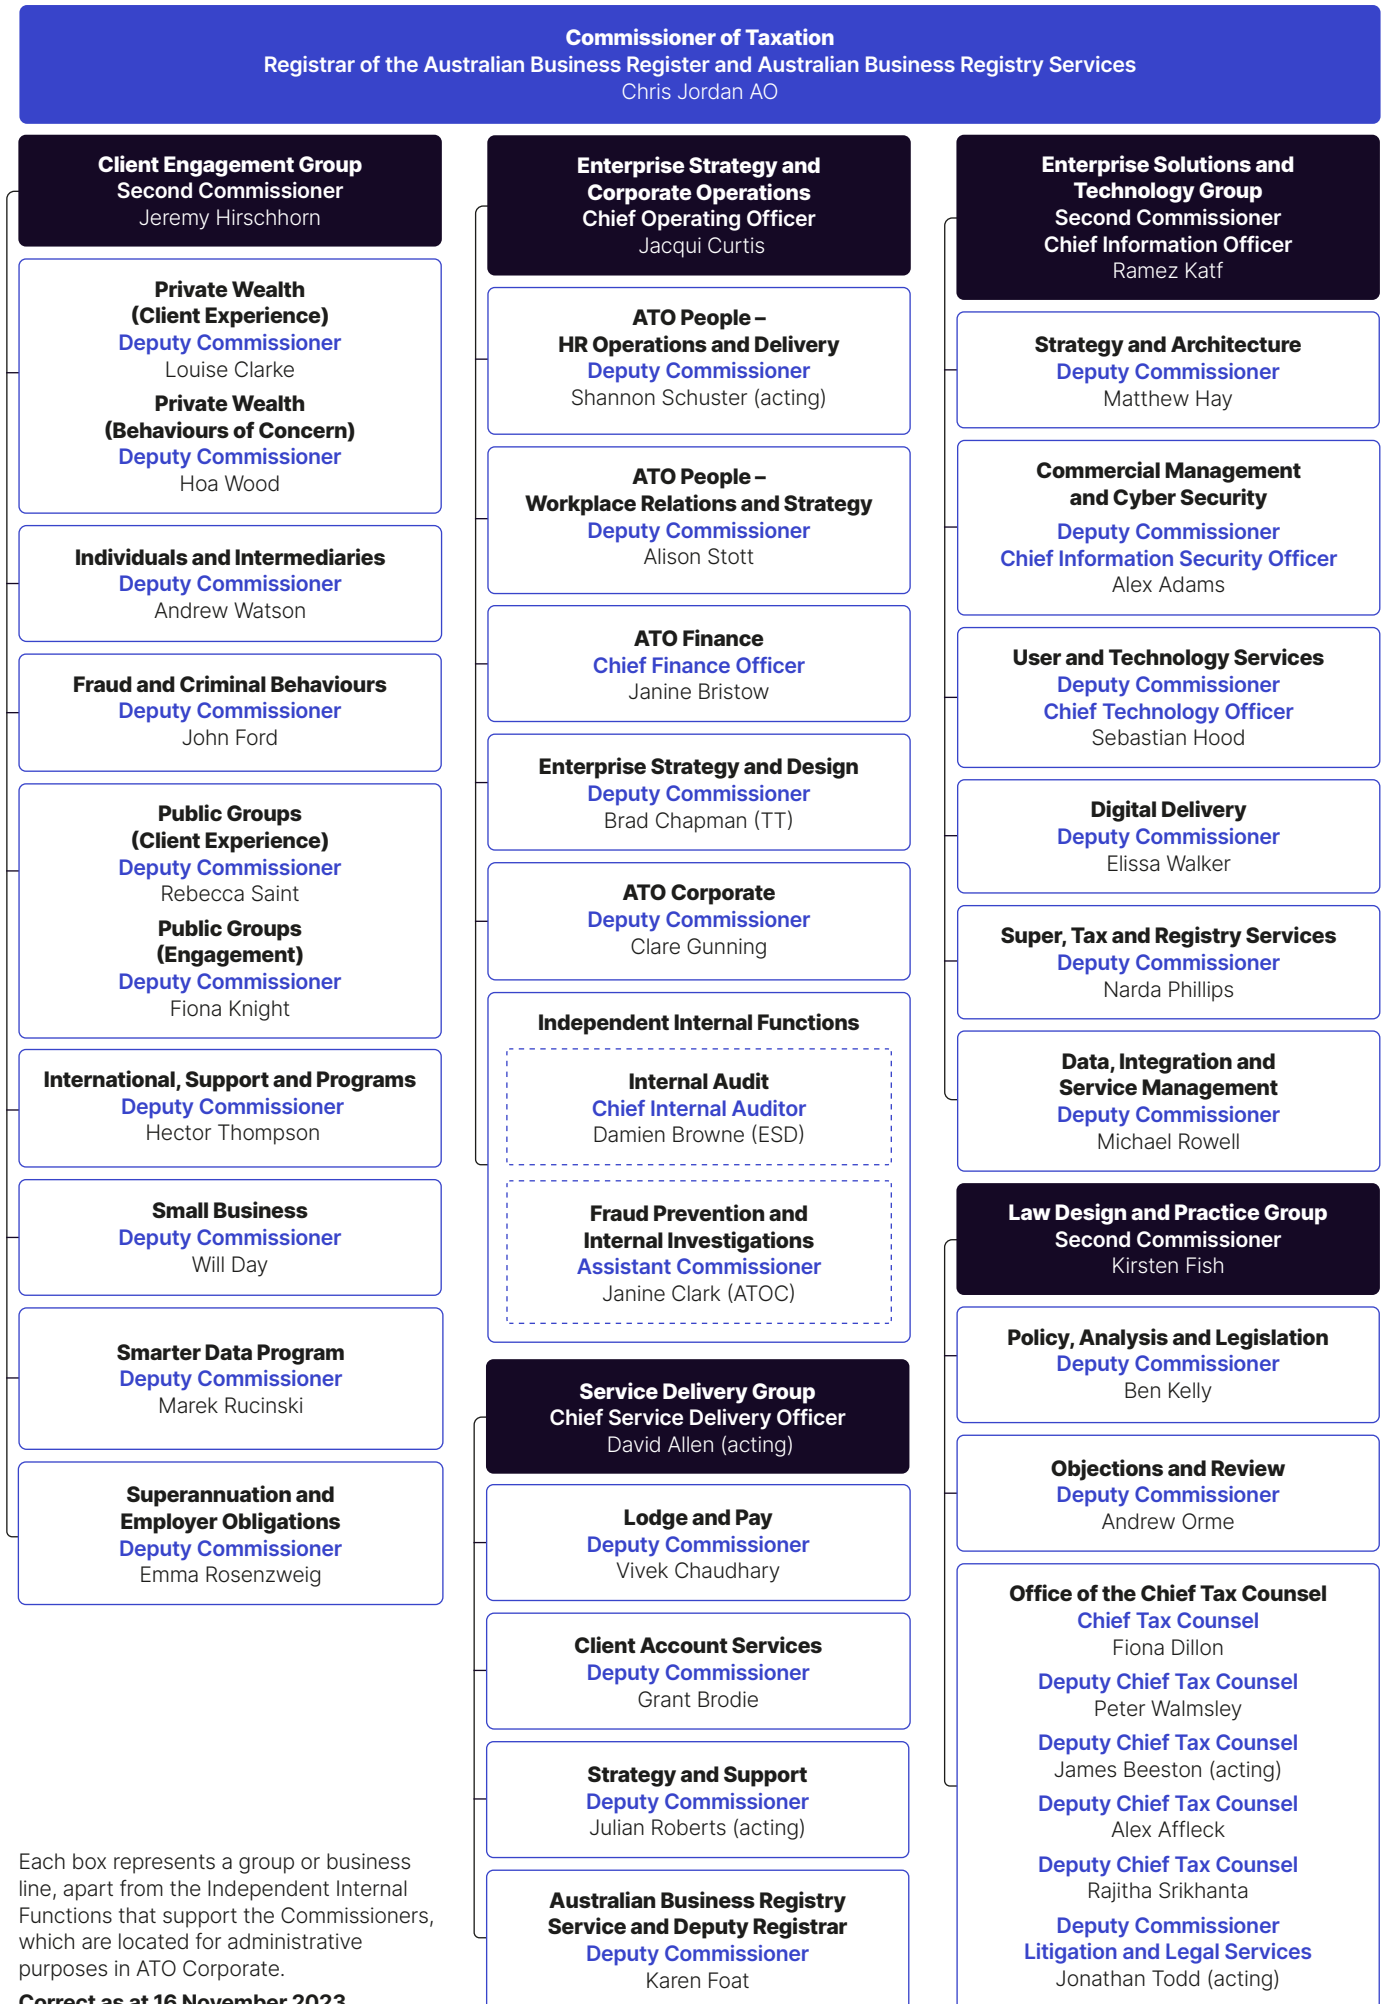 Commissioner of Taxation
Registrar of the Australian Business Register and Australian Business Registry Services
Chris Jordan AO
Client Engagement Group
Second Commissioner
Jeremy Hirschhorn
Private Wealth
(Client Experience)
Deputy Commissioner
Louise Clarke
Private Wealth
(Behaviours of Concern)
Deputy Commissioner
Hoa Wood
Individuals and Intermediaries
Deputy Commissioner
Andrew Watson
Fraud and Criminal Behaviours
Deputy Commissioner
John Ford
Public Groups
(Client Experience)
Deputy Commissioner
Rebecca Saint
Public Groups
(Engagement)
Deputy Commissioner
Fiona Knight
International, Support and Programs
Deputy Commissioner
Hector Thompson
Small Business
Deputy Commissioner
Will Day
Smarter Data Program
Deputy Commissioner
Marek Rucinski
Superannuation and
Employer Obligations
Deputy Commissioner
Emma Rosenzweig
Each box represents a group or business
line, apart from the Independent Internal
Functions that support the Commissioners,
which are located for administrative
purposes in ATO Corporate.
Correct as at 16 November 2023
Enterprise Strategy and
Corporate Operations
Chief Operating Officer
Jacqui Curtis
ATO People –
HR Operations and Delivery
Deputy Commissioner
Shannon Schuster (acting)
ATO People –
Workplace Relations and Strategy
Deputy Commissioner
Alison Stott
ATO Finance
Chief Finance Officer
Janine Bristow
Enterprise Strategy and Design
Deputy Commissioner
Brad Chapman (TT)
ATO Corporate
Deputy Commissioner
Clare Gunning
Independent Internal Functions
Internal Audit
Chief Internal Auditor
Damien Browne (ESD)
Fraud Prevention and
Internal Investigations
Assistant Commissioner
Janine Clark (ATOC)
Service Delivery Group
Chief Service Delivery Officer
David Allen (acting)
Lodge and Pay
Deputy Commissioner
Vivek Chaudhary
Client Account Services
Deputy Commissioner
Grant Brodie
Strategy and Support
Deputy Commissioner
Julian Roberts (acting)
Australian Business Registry
Service and Deputy Registrar
Deputy Commissioner
Karen Foat
Enterprise Solutions and
Technology Group
Second Commissioner
Chief Information Officer
Ramez Katf
Strategy and Architecture
Deputy Commissioner
Matthew Hay
Commercial Management
and Cyber Security
Deputy Commissioner
Chief Information Security Officer
Alex Adams
User and Technology Services
Deputy Commissioner
Chief Technology Officer
Sebastian Hood
Digital Delivery
Deputy Commissioner
Elissa Walker
Super, Tax and Registry Services
Deputy Commissioner
Narda Phillips
Data, Integration and
Service Management
Deputy Commissioner
Michael Rowell
Law Design and Practice Group
Second Commissioner
Kirsten Fish
Policy, Analysis and Legislation
Deputy Commissioner
Ben Kelly
Objections and Review
Deputy Commissioner
Andrew Orme
Office of the Chief Tax Counsel
Chief Tax Counsel
Fiona Dillon
Deputy Chief Tax Counsel
Peter Walmsley
Deputy Chief Tax Counsel
James Beeston (acting)
Deputy Chief Tax Counsel
Alex Affleck
Deputy Chief Tax Counsel
Rajitha Srikhanta
Deputy Commissioner
Litigation and Legal Services
Jonathan Todd (acting)